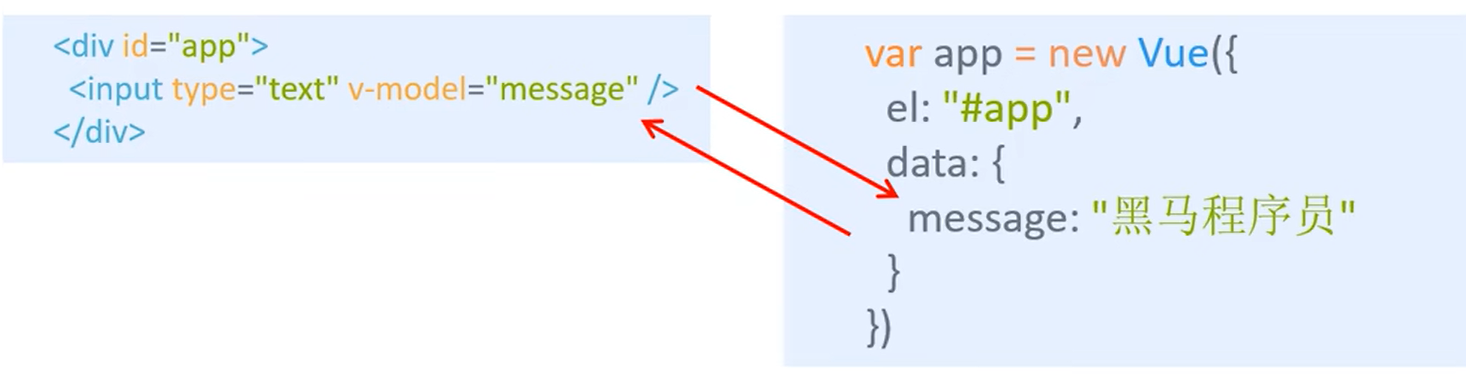 <div id="app">
<input type="text" v-model="message" />
</div>
var app = new Vue({
el: "#app",
data: {
message: "黑马程序员"
}
})